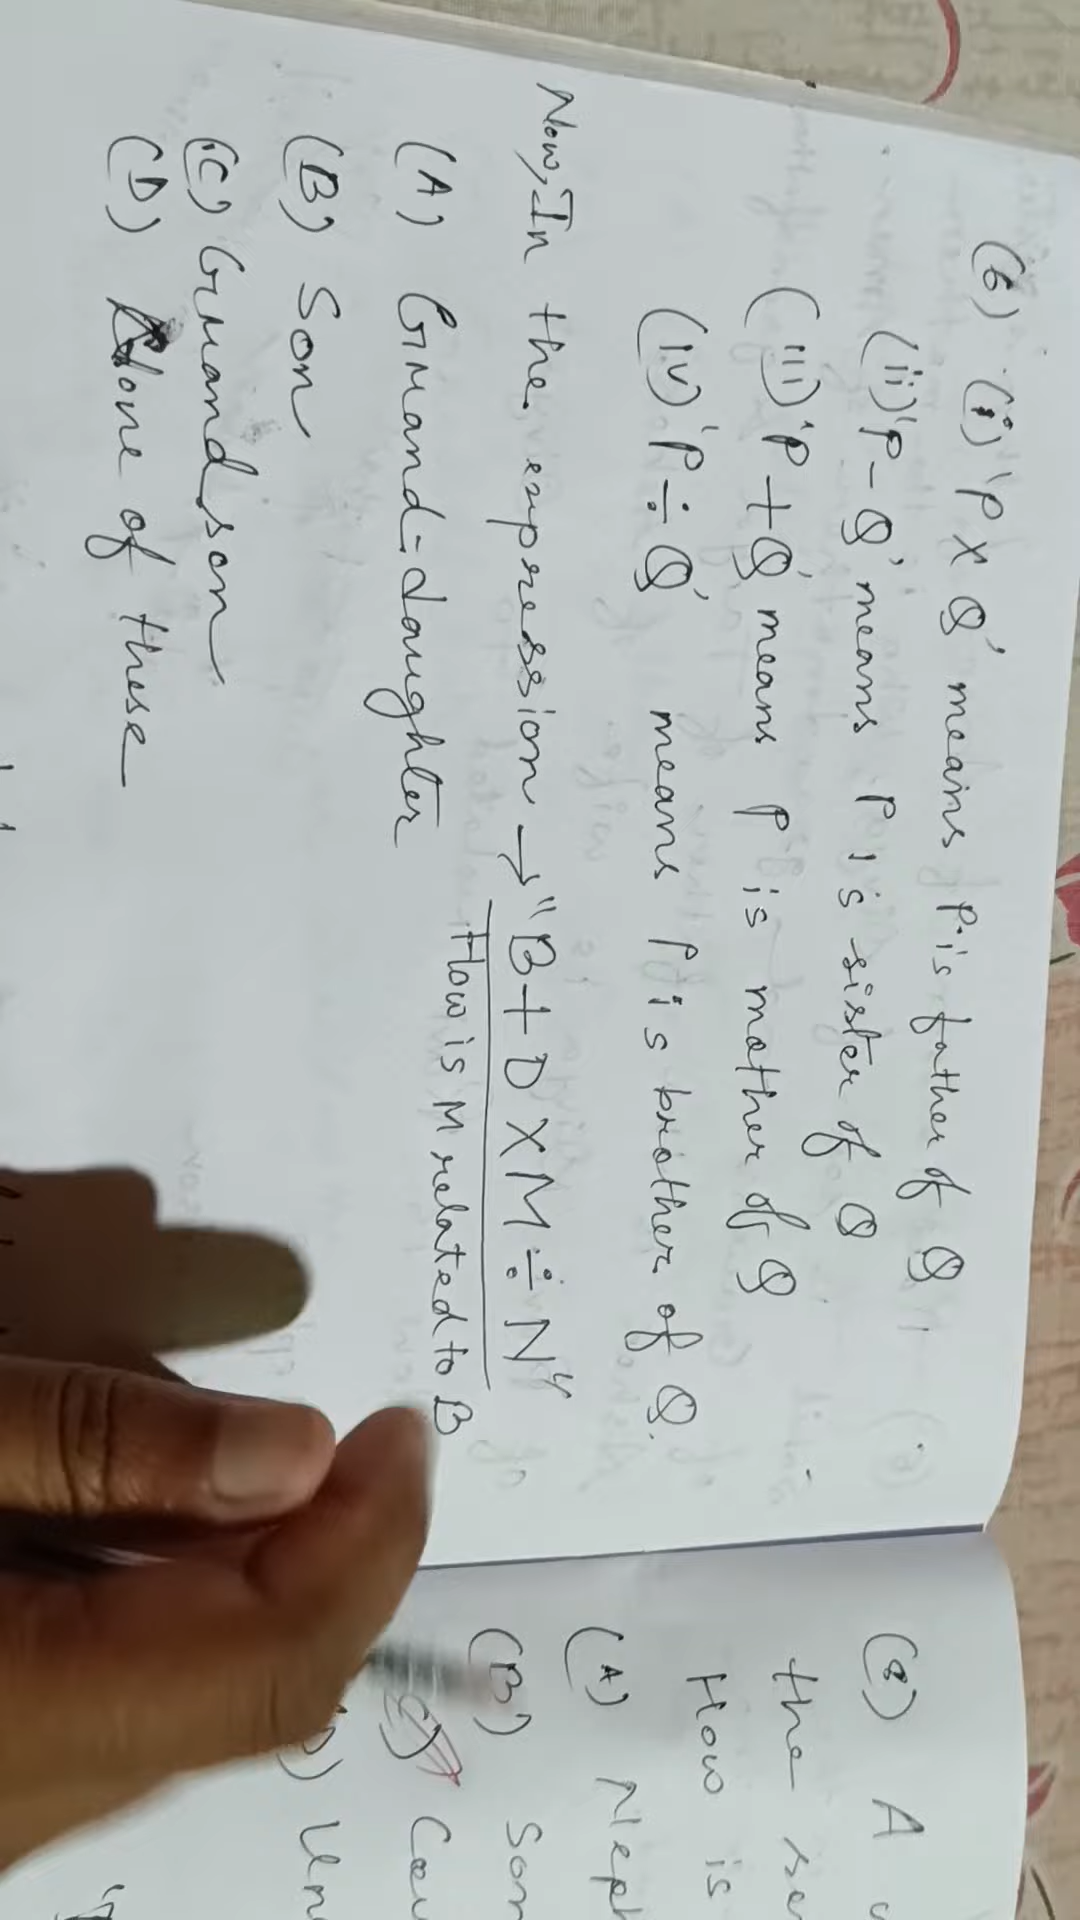 (6) (i) 'P × Q' means P is father of Q
(ii) 'P - Q' means P is sister of Q
(iii) 'P + Q' means P is mother of Q
(iv) 'P ÷ Q' means P is brother of Q.
Now, In the expression → "B + D × M ÷ N"
How is M related to B
(A) Grand-daughter
(B) Son
(C) Grandson
(D) None of these
(8) A
the
How is
(A)
(B) Son